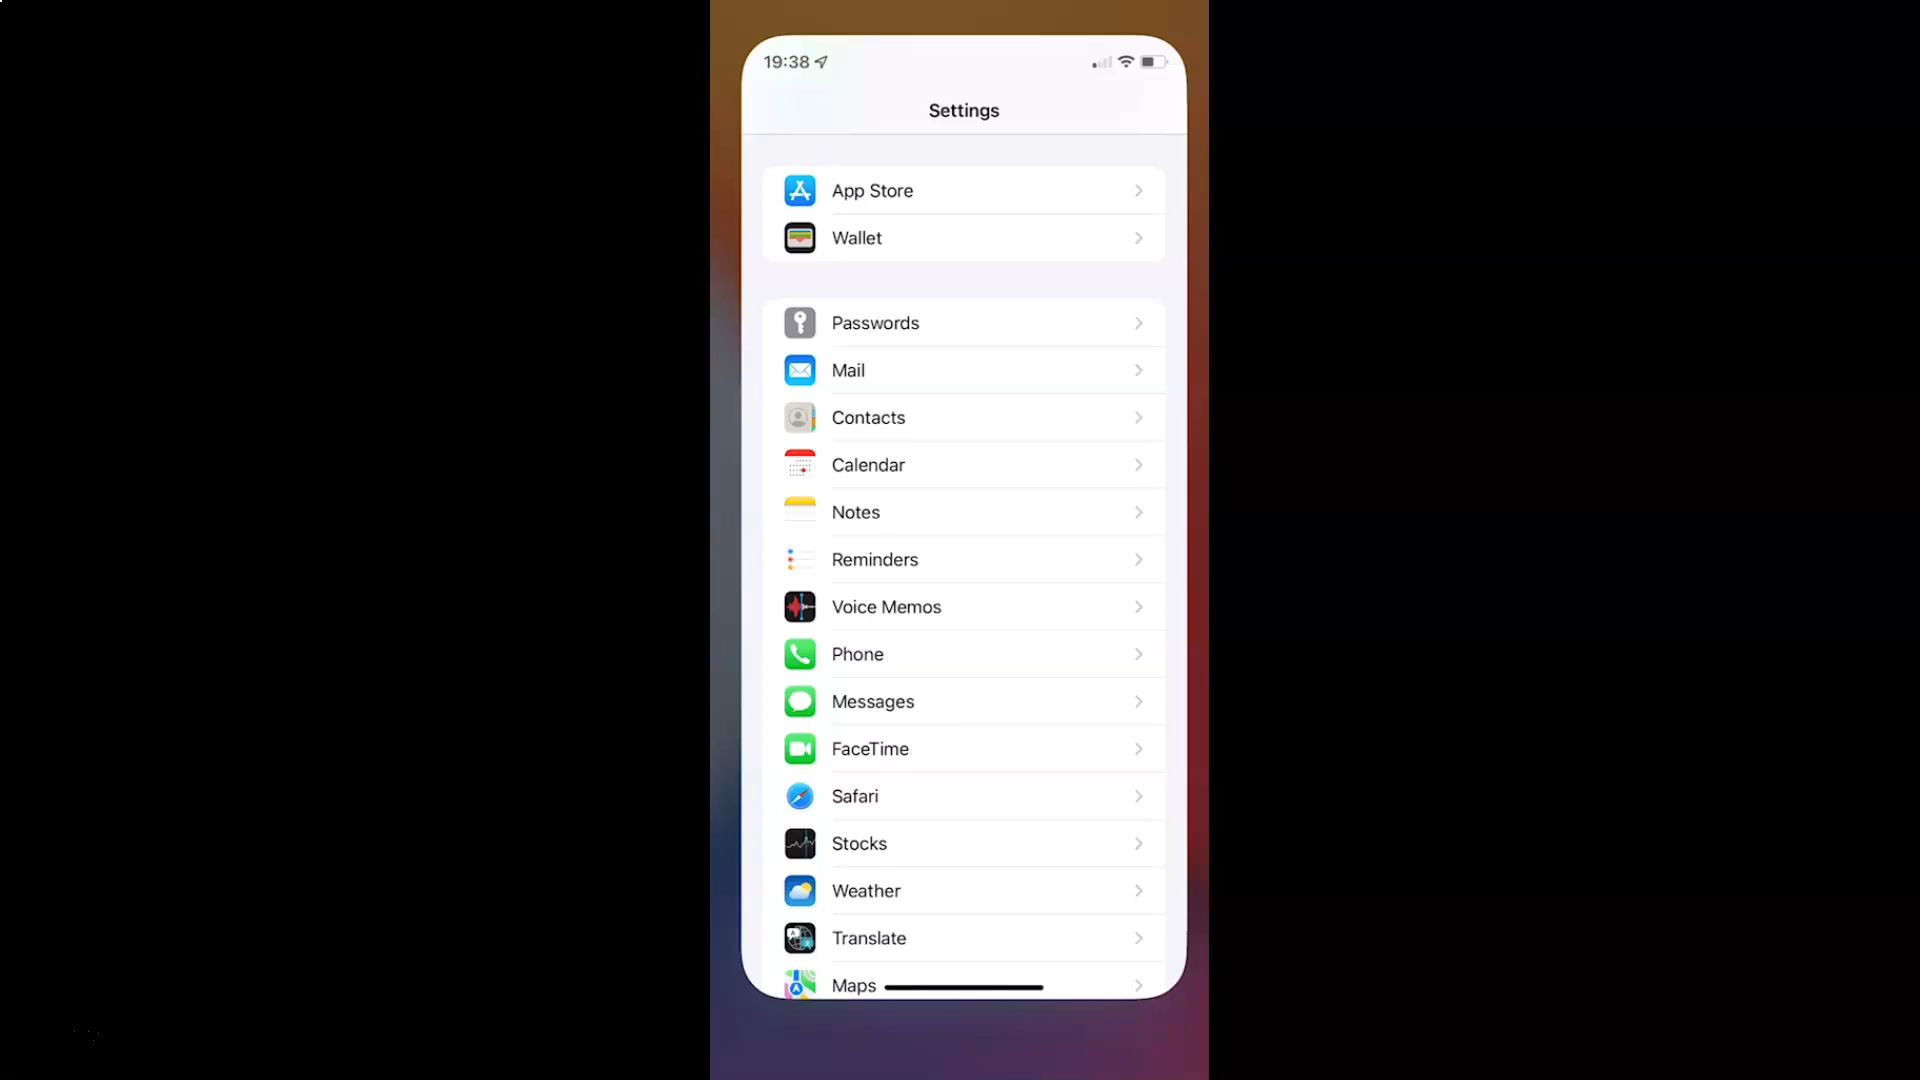 19:38
Settings
App Store
Wallet
Passwords
Mail
Contacts
Calendar
Notes
Reminders
Voice Memos
Phone
Messages
FaceTime
Safari
Stocks
Weather
Translate
Maps